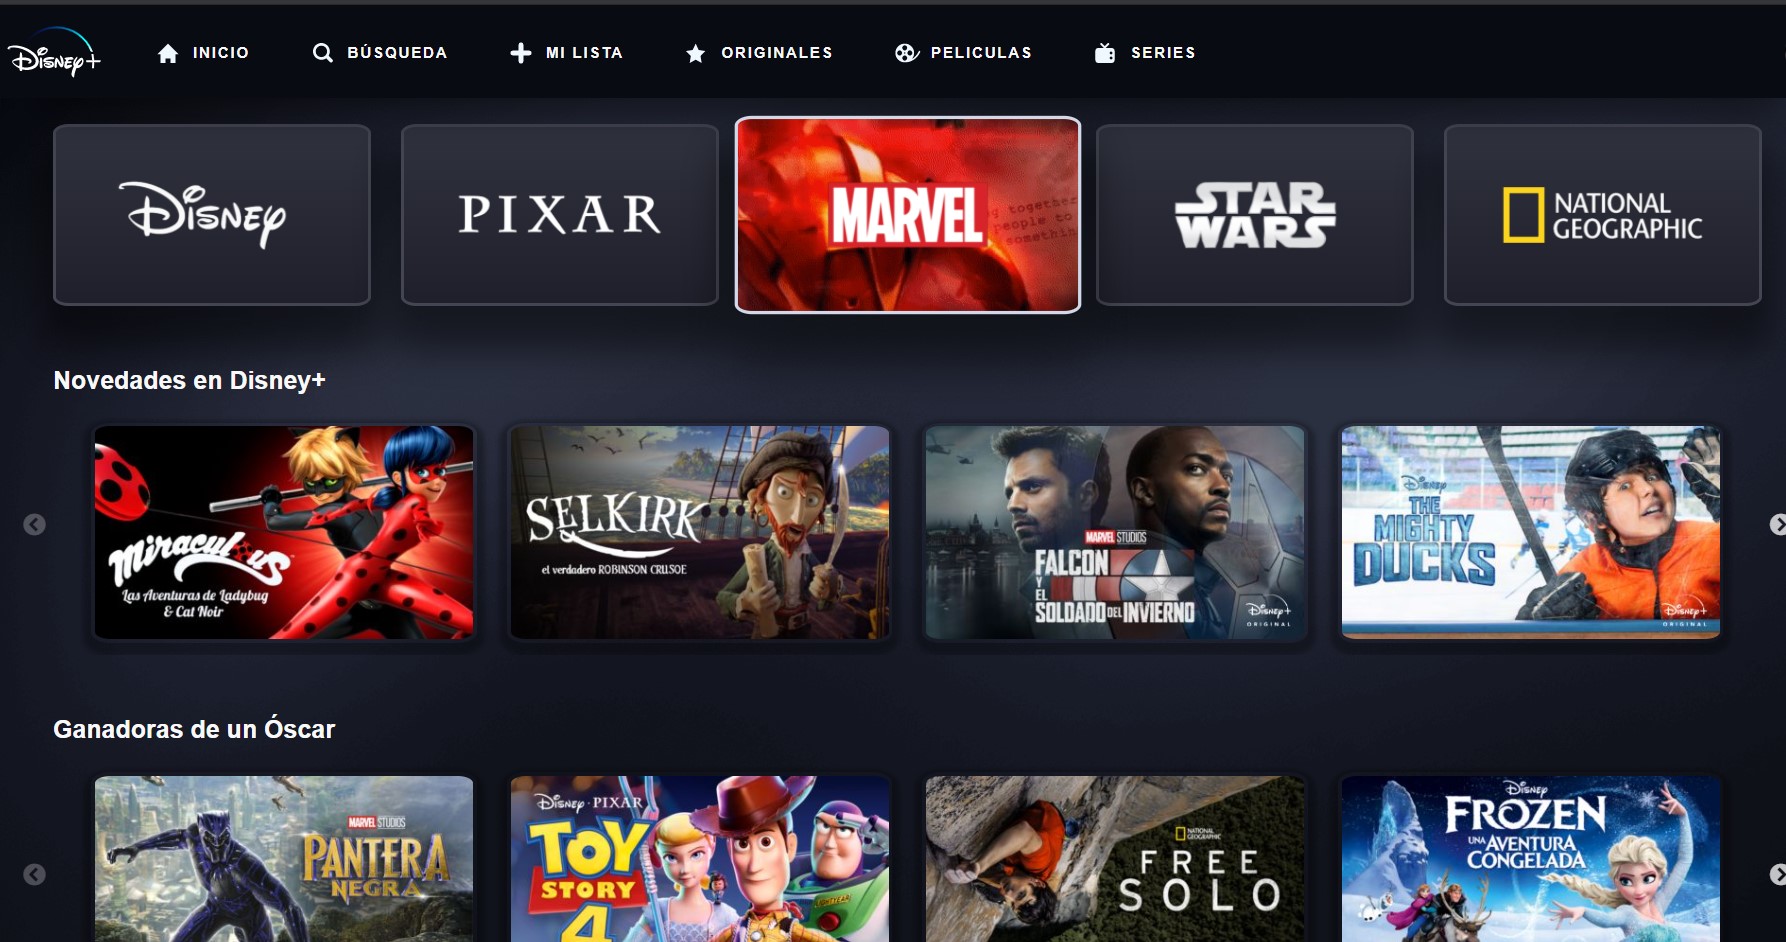 Disney+
INICIO
BÚSQUEDA
MI LISTA
ORIGINALES
PELICULAS
SERIES
Disney
PIXAR
MARVEL
g together
people to
somethin
STAR
WARS
NATIONAL
GEOGRAPHIC
Novedades en Disney+
Miraculous
Las Aventuras de Ladybug
& Cat Noir
SELKIRK
el verdadero ROBINSON CRUSOE
MARVEL STUDIOS
FALCON
Y EL
SOLDADO DEL INVIERNO
Disney+
ORIGINAL
Disney
THE
MIGHTY
DUCKS
Disney+
ORIGINAL
Ganadoras de un Óscar
MARVEL STUDIOS
PANTERA
NEGRA
Disney · PIXAR
TOY
STORY
4
LIGHTYEAR
NATIONAL
GEOGRAPHIC
FREE
SOLO
Disney
FROZEN
UNA AVENTURA
CONGELADA